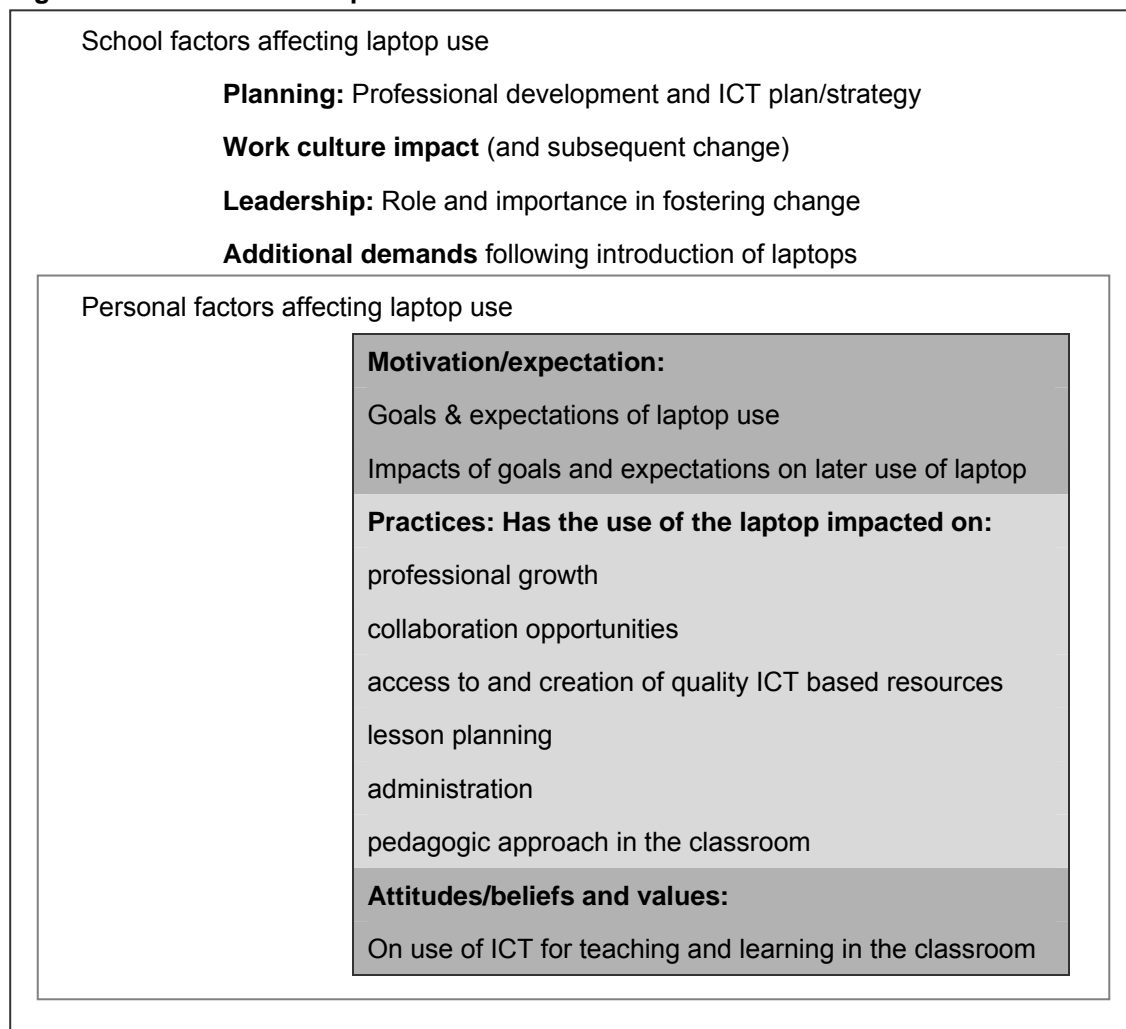 School factors affecting laptop use
Planning: Professional development and ICT plan/strategy
Work culture impact (and subsequent change)
Leadership: Role and importance in fostering change
Additional demands following introduction of laptops
Personal factors affecting laptop use
Motivation/expectation:
Goals & expectations of laptop use
Impacts of goals and expectations on later use of laptop
Practices: Has the use of the laptop impacted on:
professional growth
collaboration opportunities
access to and creation of quality ICT based resources
lesson planning
administration
pedagogic approach in the classroom
Attitudes/beliefs and values:
On use of ICT for teaching and learning in the classroom